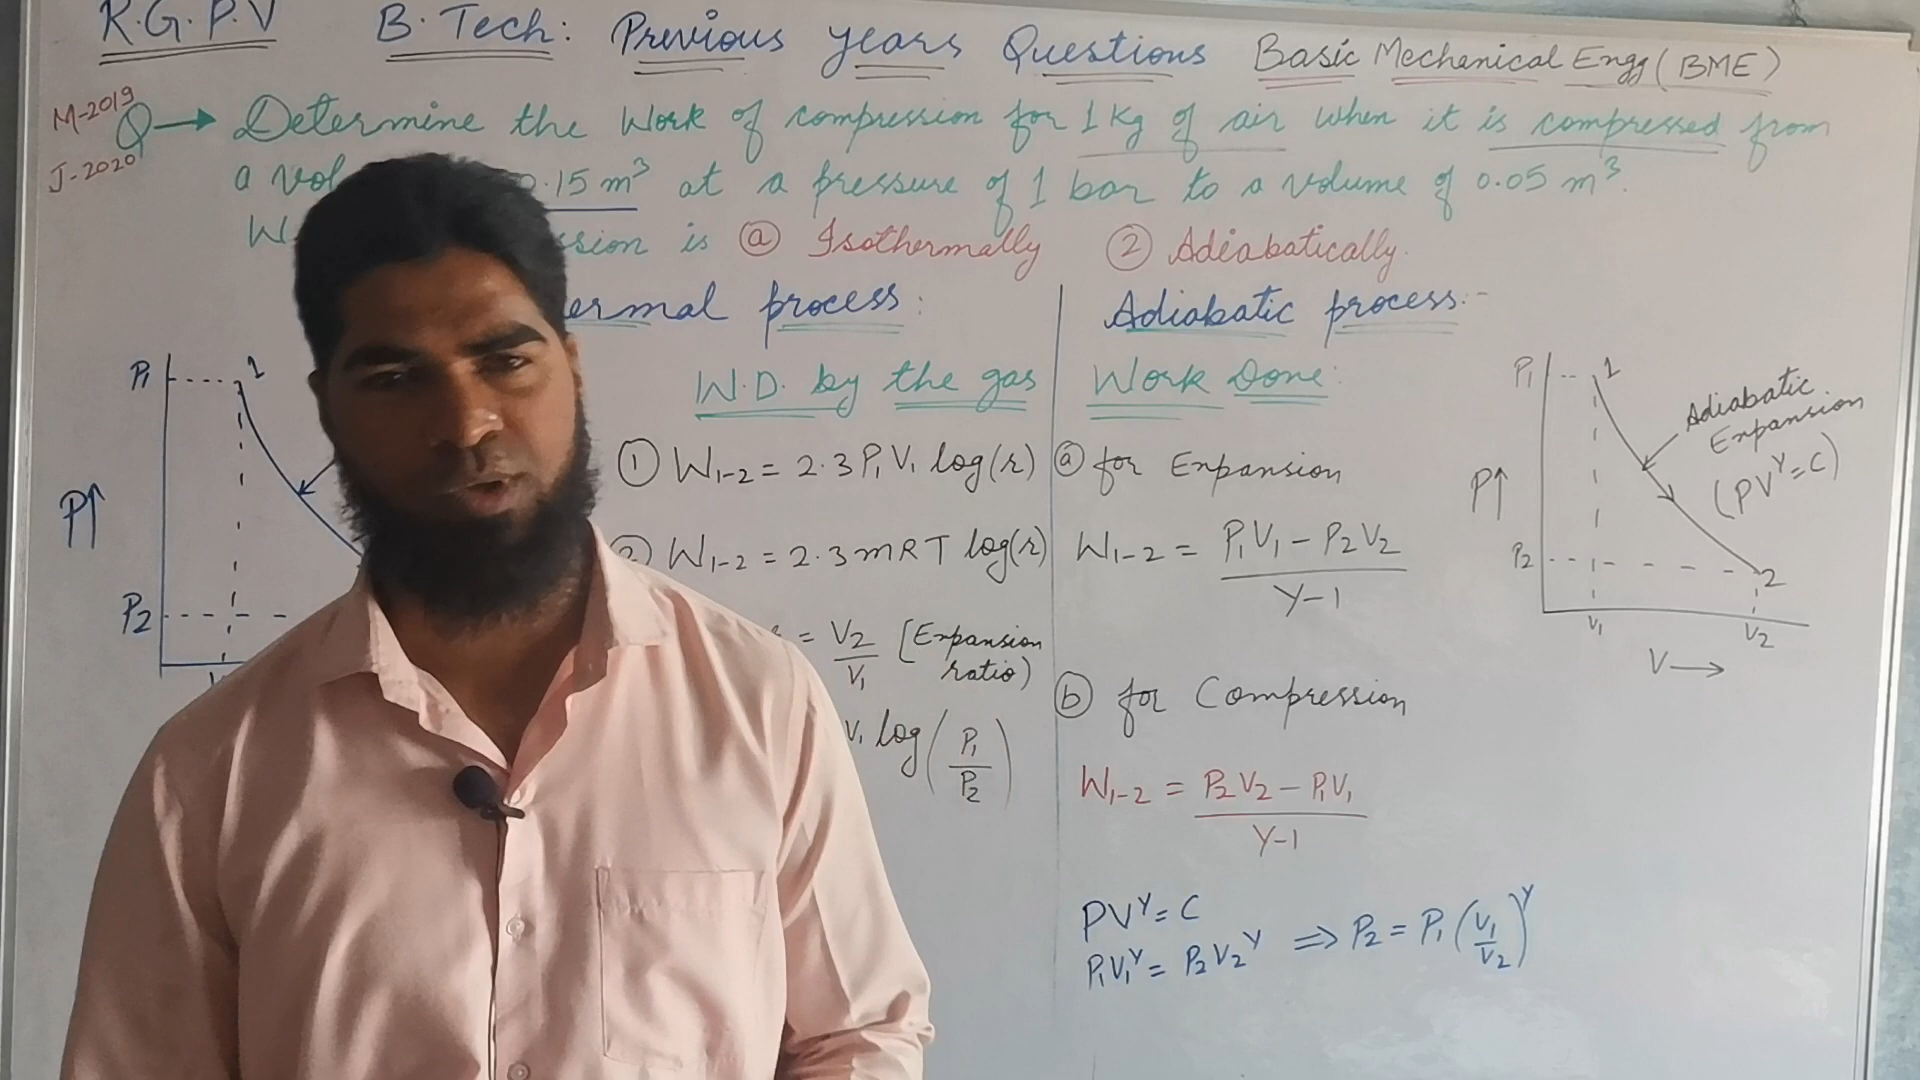 R.G.P.V B.Tech: Previous years Questions Basic Mechanical Engg (BME)
M-2019
J-2020
Q → Determine the work of compression for 1 Kg of air when it is compressed from
a vol 0.15 m³ at a pressure of 1 bar to a volume of 0.05 m³.
ssion is ⓐ Isothermally ② Adiabatically.
ermal process:
W.D. by the gas
① W₁₋₂ = 2.3 P₁V₁ log(r)
② W₁₋₂ = 2.3 mRT log(r)
= V₂/V₁ [Expansion
ratio)
V₁ log(P₁/P₂)
P₁
1
P↑
P₂
Adiabatic process:-
Work Done:
ⓐ for Expansion
W₁₋₂ = P₁V₁ - P₂V₂ / γ-1
ⓑ for Compression
W₁₋₂ = P₂V₂ - P₁V₁ / γ-1
PV^γ = C
P₁V₁^γ = P₂V₂^γ ⇒ P₂ = P₁ (V₁/V₂)^γ
P₁
1
Adiabatic
Expansion
(PV^γ=C)
P↑
P₂
2
V₁
V₂
V→